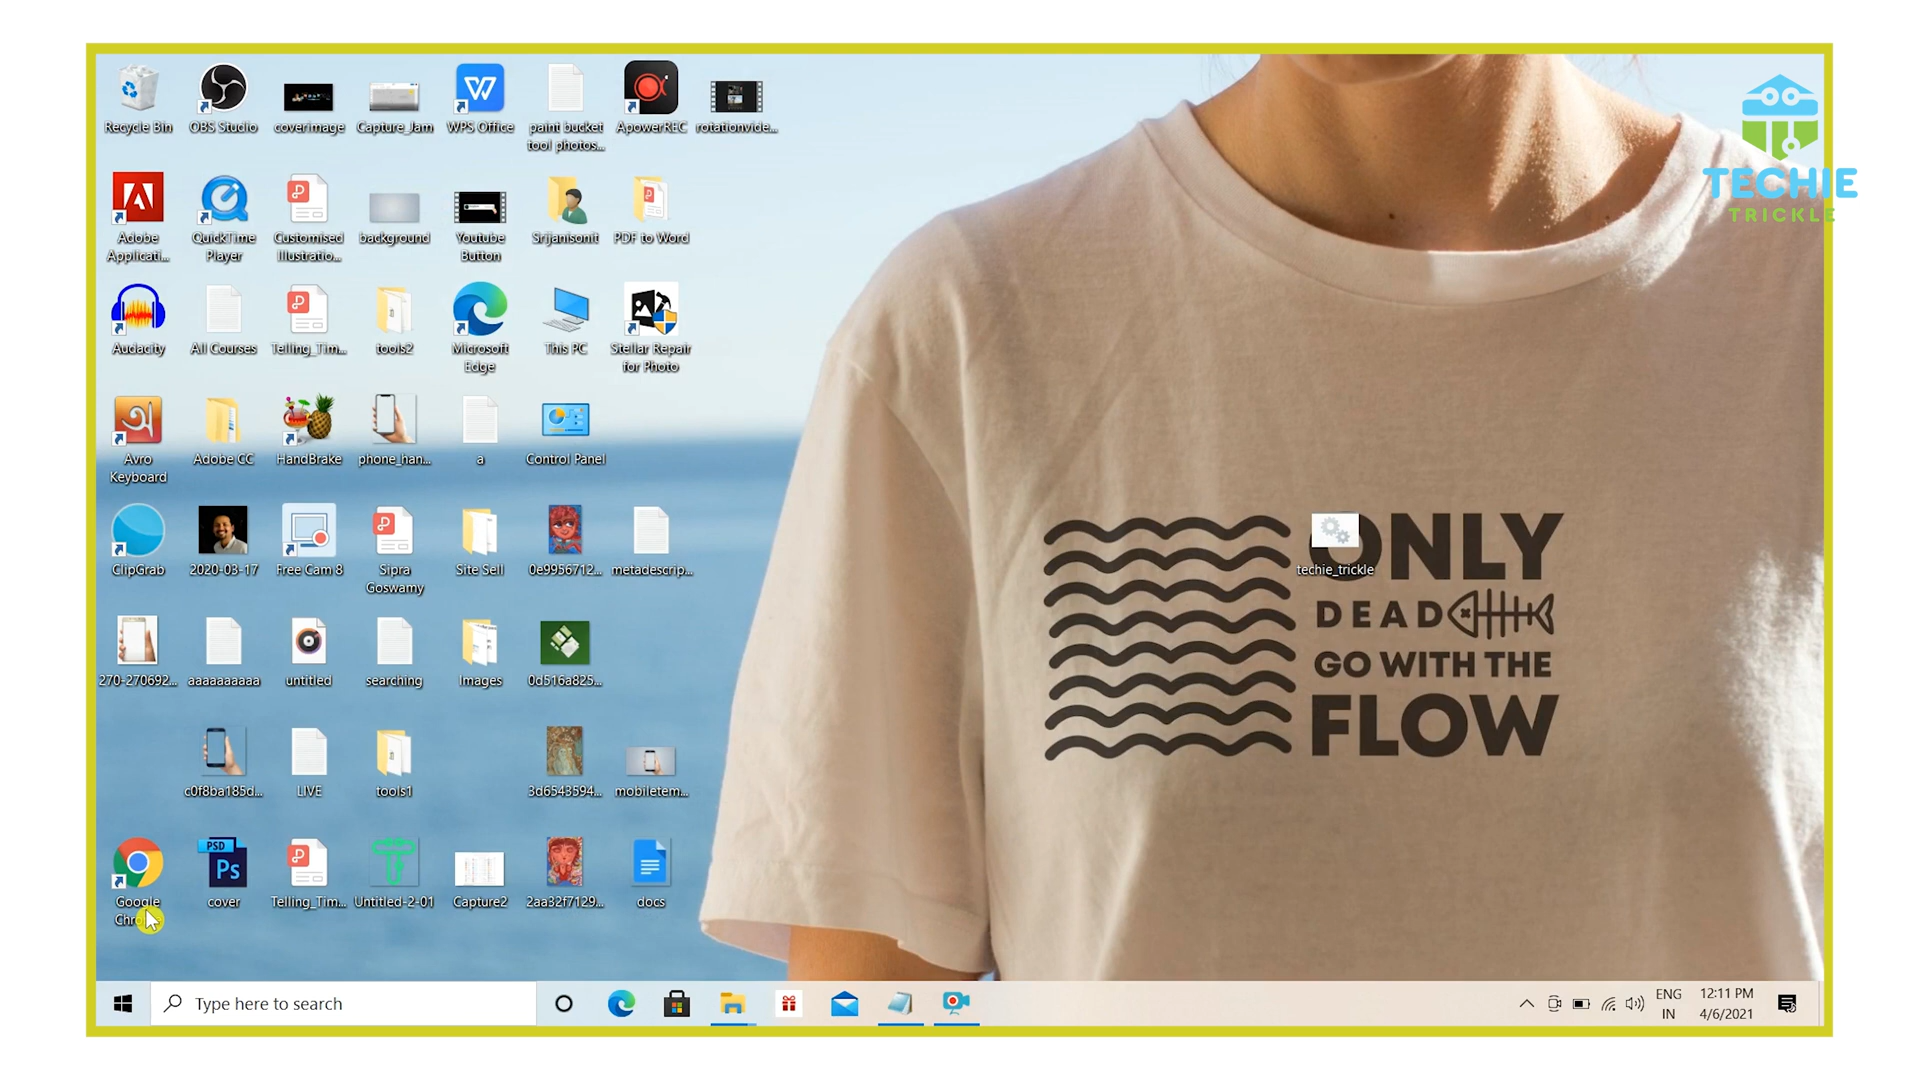 Recycle Bin
OBS Studio
coverimage
Capture_Jam
WPS Office
paint bucket
tool photos...
ApowerREC
rotationvide...
Adobe
Applicati...
QuickTime
Player
Customised
Illustratio...
background
Youtube
Button
Srijanisonit
PDF to Word
Audacity
All Courses
Telling_Tim...
tools2
Microsoft
Edge
This PC
Stellar Repair
for Photo
Avro
Keyboard
Adobe CC
HandBrake
phone_han...
a
Control Panel
ClipGrab
2020-03-17
Free Cam 8
Sipra
Goswamy
Site Sell
0e9956712...
metadescrip...
270-270692...
aaaaaaaaaa
untitled
searching
Images
0d516a825...
c0f8ba185d...
LIVE
tools1
3d6543594...
mobiletem...
Google
PSD
Ps
cover
Telling_Tim...
Untitled-2-01
Capture2
2aa32f7129...
docs
TECHIE
TRICKLE
techie_trickle
ONLY
DEAD
GO WITH THE
FLOW
Type here to search
ENG
IN
12:11 PM
4/6/2021